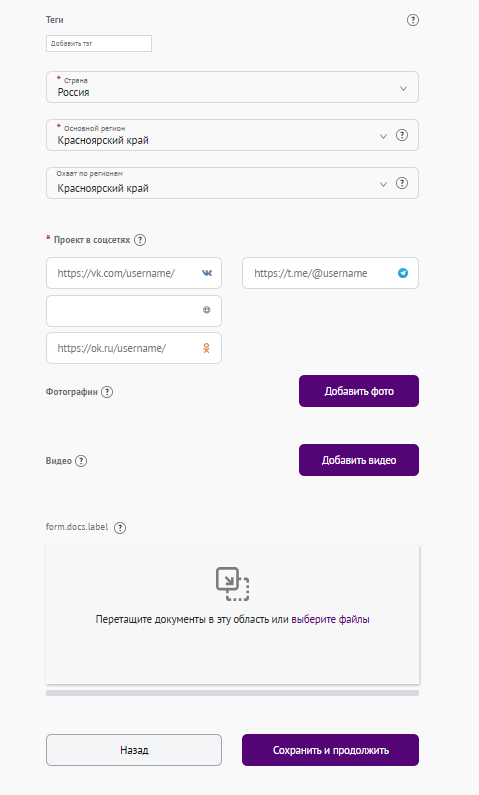 Теги ?
Добавить тэг
* Страна
Россия
* Основной регион
Красноярский край ?
Охват по регионам
Красноярский край ?
* Проект в соцсетях ?
https://vk.com/username/
https://t.me/@username
https://ok.ru/username/
Фотографии ? Добавить фото
Видео ? Добавить видео
form.docs.label ?
Перетащите документы в эту область или выберите файлы
Назад Сохранить и продолжить